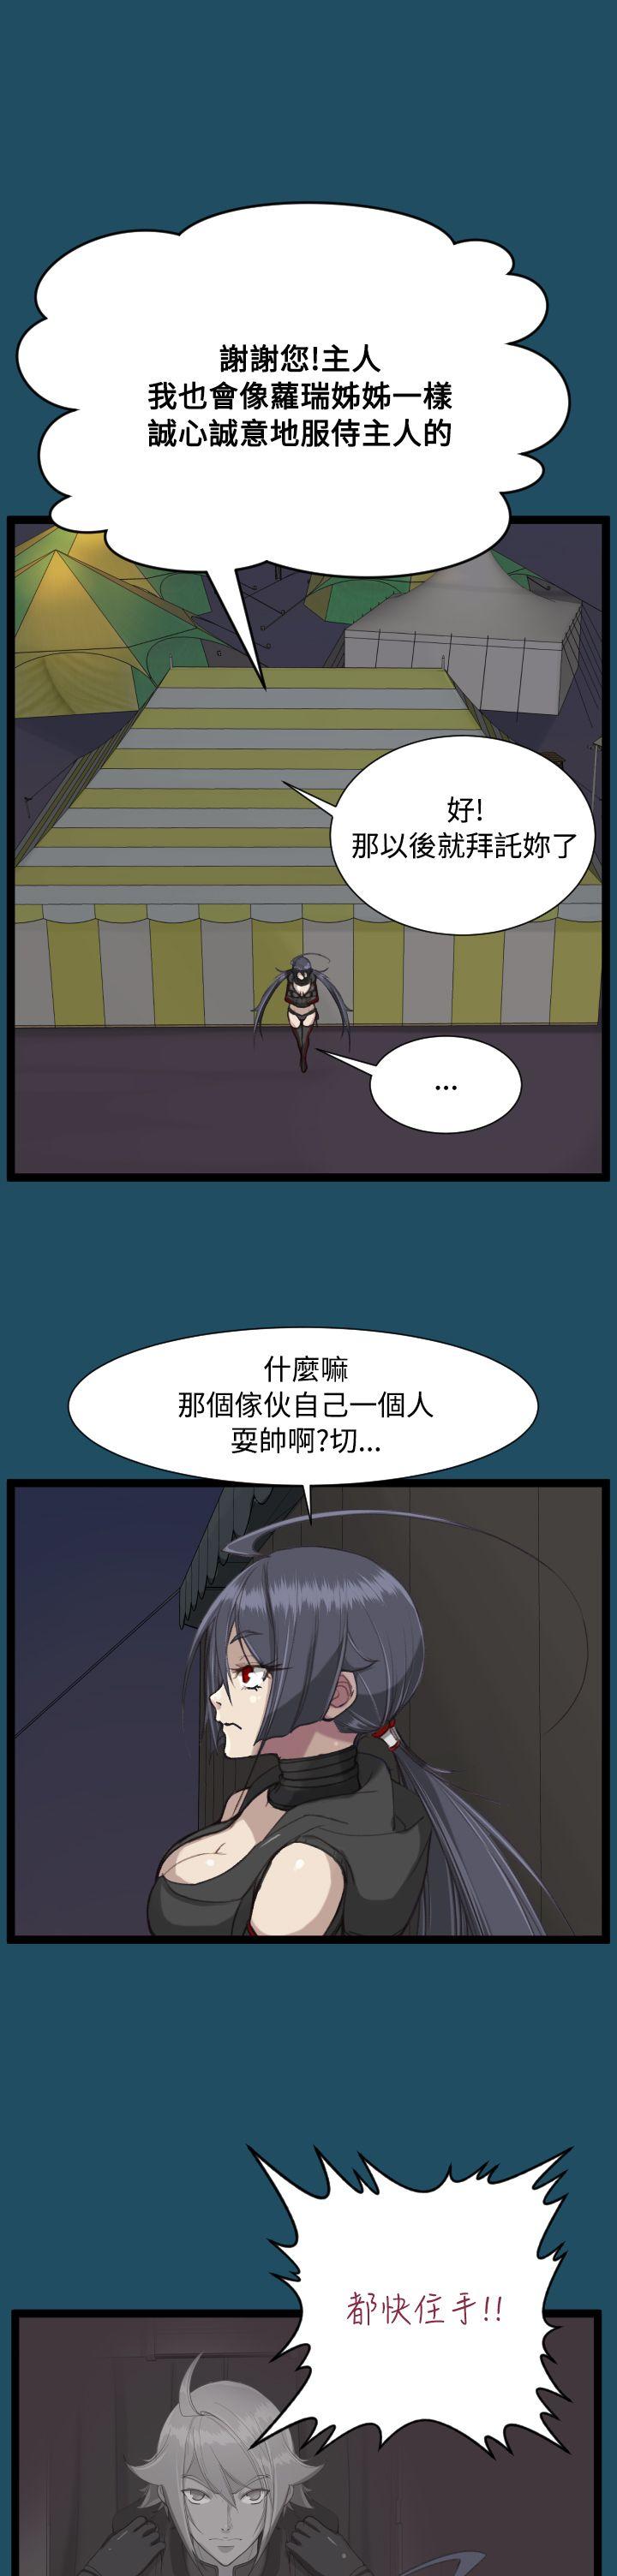 謝謝您!主人
我也會像蘿瑞姊姊一樣
誠心誠意地服侍主人的
好!
那以後就拜託妳了
...
什麼嘛
那個傢伙自己一個人
耍帥啊?切...
都快住手!!